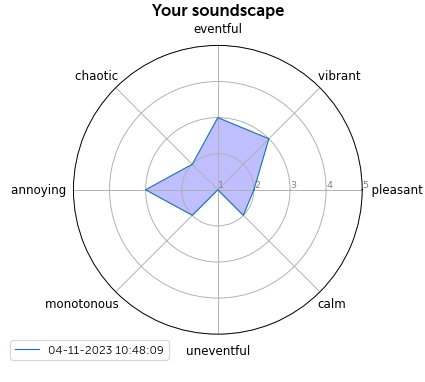 Your soundscape
eventful
chaotic
vibrant
annoying
1 2 3 4 5
pleasant
monotonous
calm
uneventful
04-11-2023 10:48:09